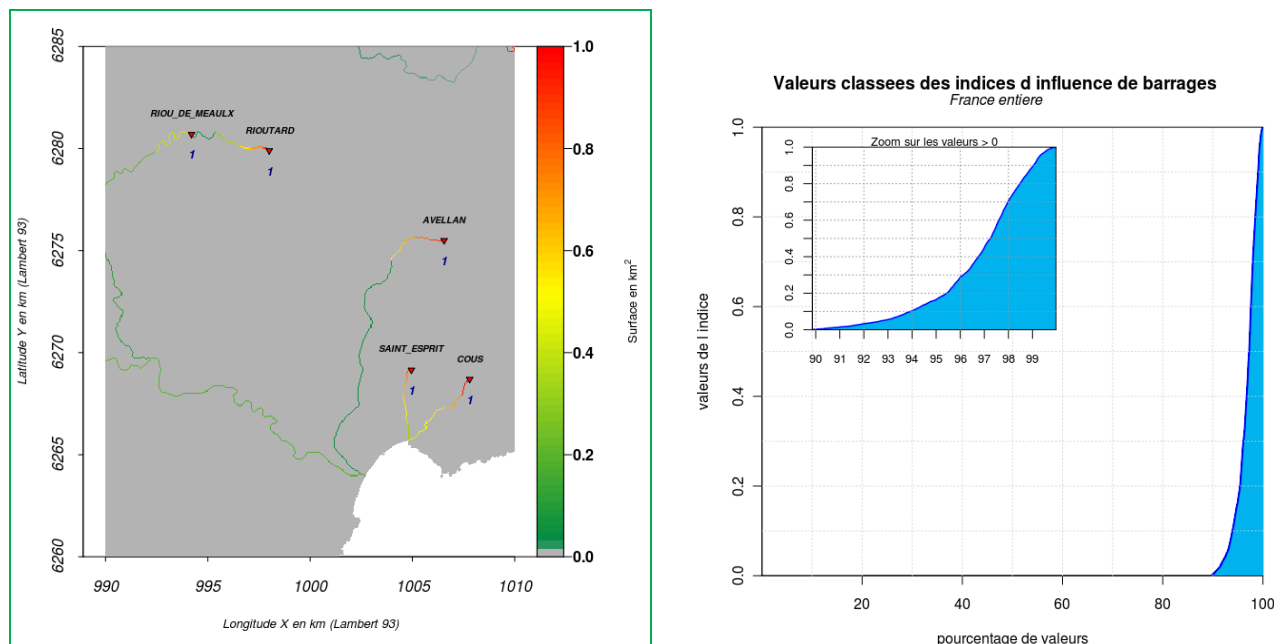 6285
6280
6275
6270
6265
6260
Latitude Y en km (Lambert 93)
RIOU_DE_MEAULX
1
RIOUTARD
1
AVELLAN
1
SAINT_ESPRIT
1
COUS
1
990
995
1000
1005
1010
Longitude X en km (Lambert 93)
1.0
0.8
0.6
0.4
0.2
0.0
Surface en km²
Valeurs classees des indices d influence de barrages
France entiere
1.0
0.8
0.6
0.4
0.2
0.0
valeurs de l indice
Zoom sur les valeurs > 0
1.0
0.8
0.6
0.4
0.2
0.0
90 91 92 93 94 95 96 97 98 99
20 40 60 80 100
pourcentage de valeurs